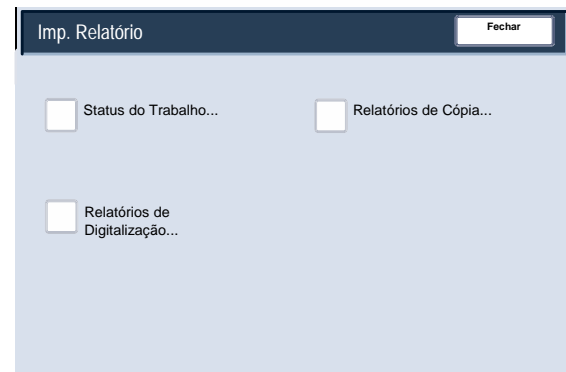 Imp. Relatório
Fechar
Status do Trabalho...
Relatórios de Cópia...
Relatórios de
Digitalização...